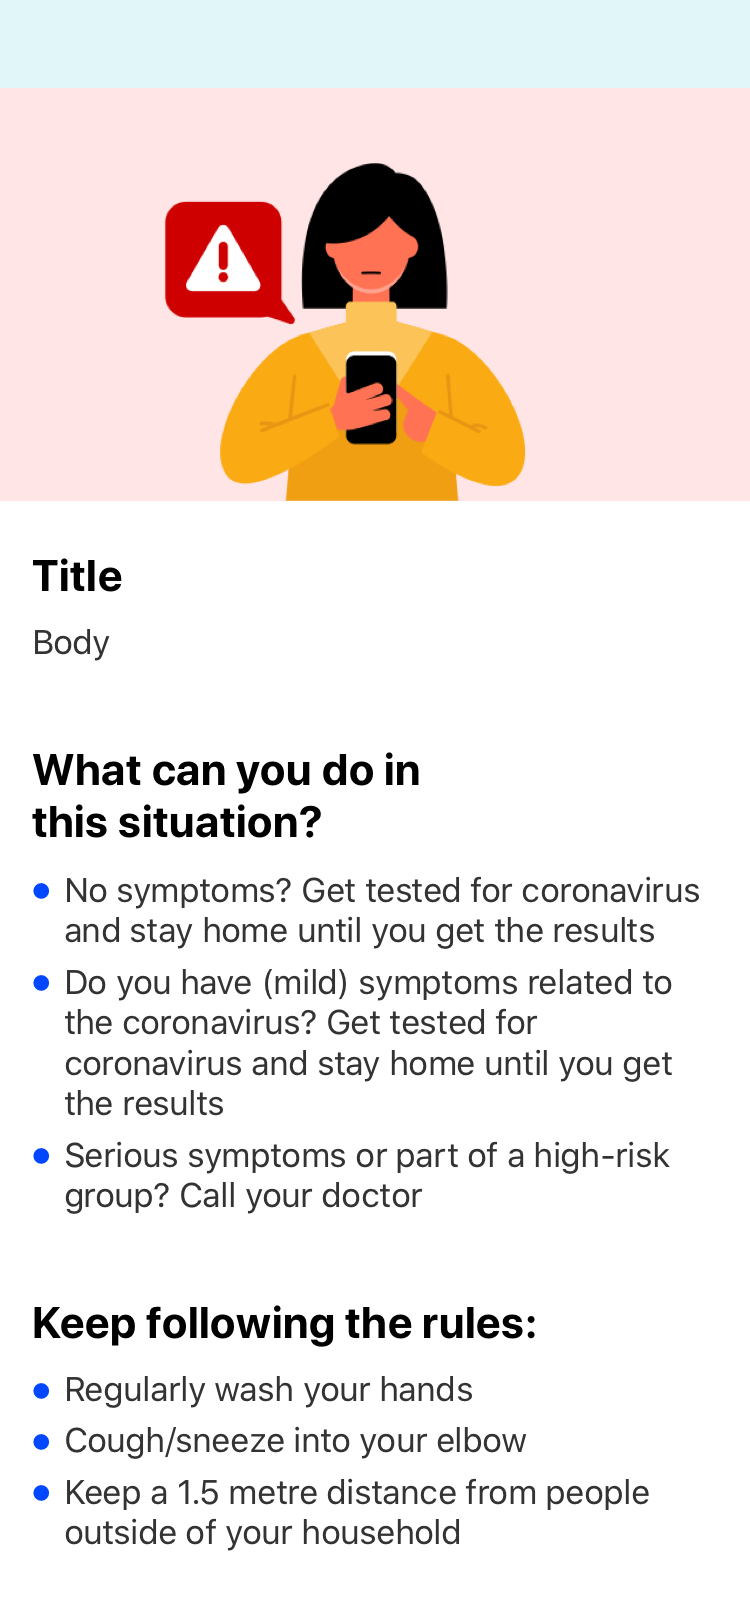 Title
Body
What can you do in
this situation?
No symptoms? Get tested for coronavirus
and stay home until you get the results
Do you have (mild) symptoms related to
the coronavirus? Get tested for
coronavirus and stay home until you get
the results
Serious symptoms or part of a high-risk
group? Call your doctor
Keep following the rules:
Regularly wash your hands
Cough/sneeze into your elbow
Keep a 1.5 metre distance from people
outside of your household